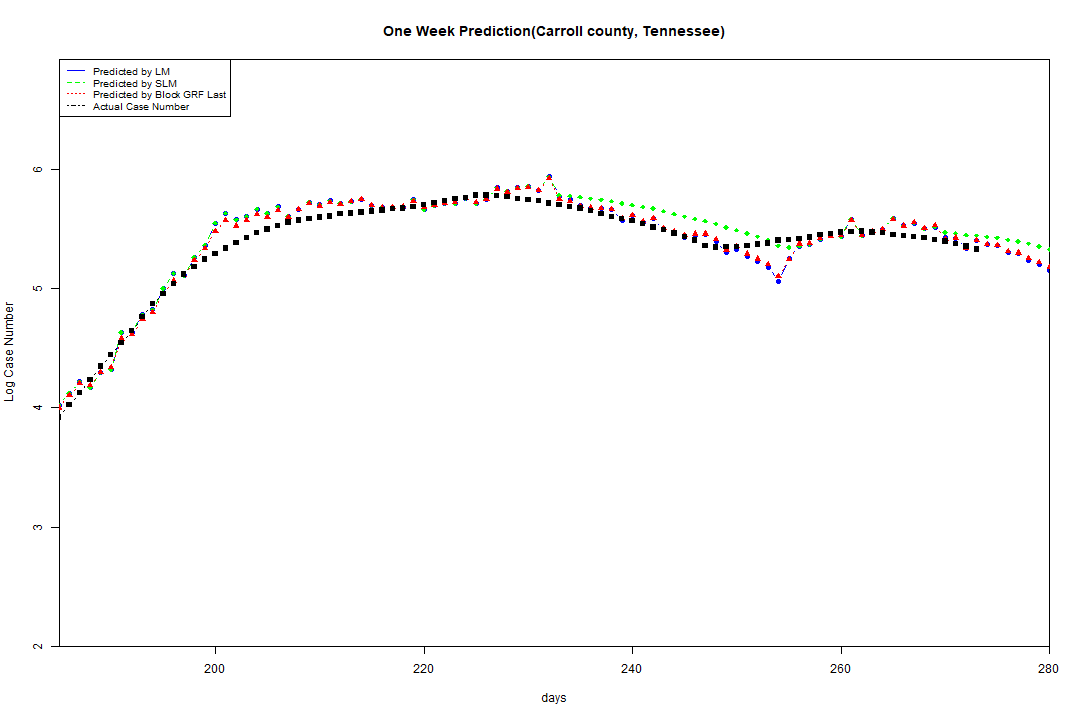 One Week Prediction(Carroll county, Tennessee)
Predicted by LM
Predicted by SLM
Predicted by Block GRF Last
Actual Case Number
6
5
4
3
2
Log Case Number
200 220 240 260 280
days